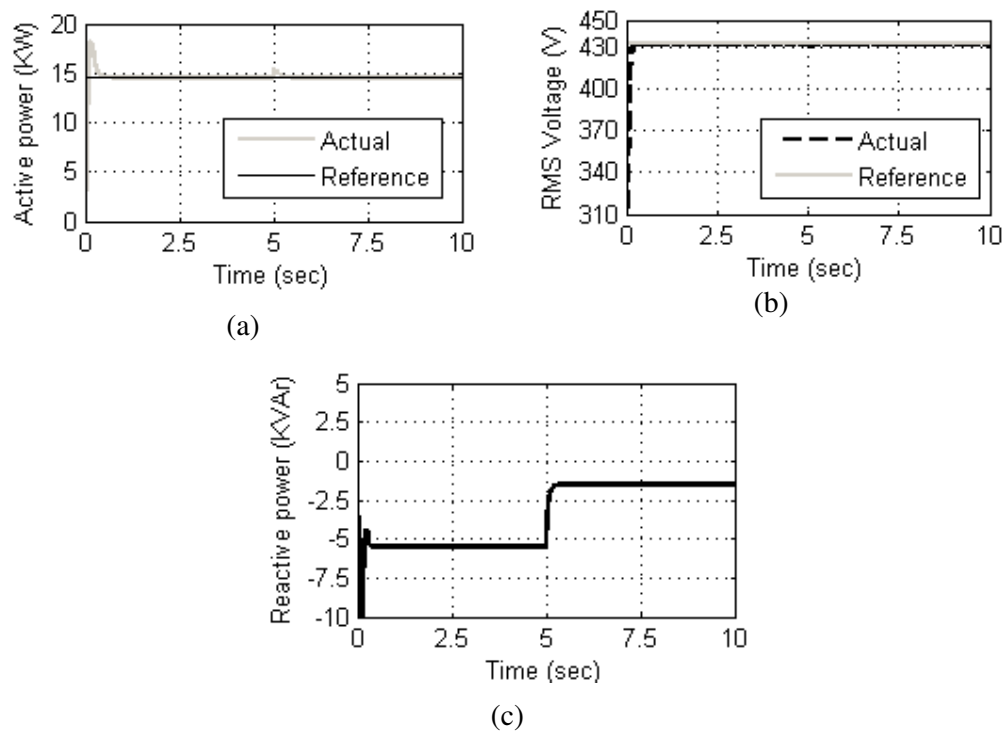 Active power (KW)
20
15
10
5
0
0 2.5 5 7.5 10
Time (sec)
Actual
Reference
(a)
RMS Voltage (V)
450
430
400
370
340
310
0 2.5 5 7.5 10
Time (sec)
Actual
Reference
(b)
Reactive power (KVAr)
5
2.5
0
-2.5
-5
-7.5
-10
0 2.5 5 7.5 10
Time (sec)
(c)